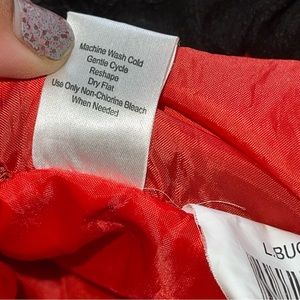 Machine Wash Cold
Gentle Cycle
Reshape
Dry Flat
Use Only Non-Chlorine Bleach
When Needed